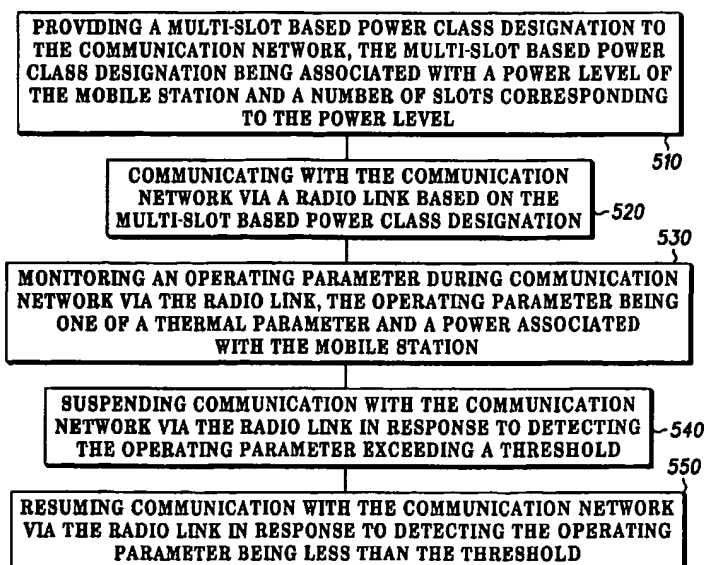 PROVIDING A MULTI-SLOT BASED POWER CLASS DESIGNATION TO
THE COMMUNICATION NETWORK, THE MULTI-SLOT BASED POWER
CLASS DESIGNATION BEING ASSOCIATED WITH A POWER LEVEL OF
THE MOBILE STATION AND A NUMBER OF SLOTS CORRESPONDING
TO THE POWER LEVEL
510
COMMUNICATING WITH THE COMMUNICATION
NETWORK VIA A RADIO LINK BASED ON THE
MULTI-SLOT BASED POWER CLASS DESIGNATION
520
530
MONITORING AN OPERATING PARAMETER DURING COMMUNICATION
NETWORK VIA THE RADIO LINK, THE OPERATING PARAMETER BEING
ONE OF A THERMAL PARAMETER AND A POWER ASSOCIATED
WITH THE MOBILE STATION
SUSPENDING COMMUNICATION WITH THE COMMUNICATION
NETWORK VIA THE RADIO LINK IN RESPONSE TO DETECTING
THE OPERATING PARAMETER EXCEEDING A THRESHOLD
540
550
RESUMING COMMUNICATION WITH THE COMMUNICATION NETWORK
VIA THE RADIO LINK IN RESPONSE TO DETECTING THE OPERATING
PARAMETER BEING LESS THAN THE THRESHOLD